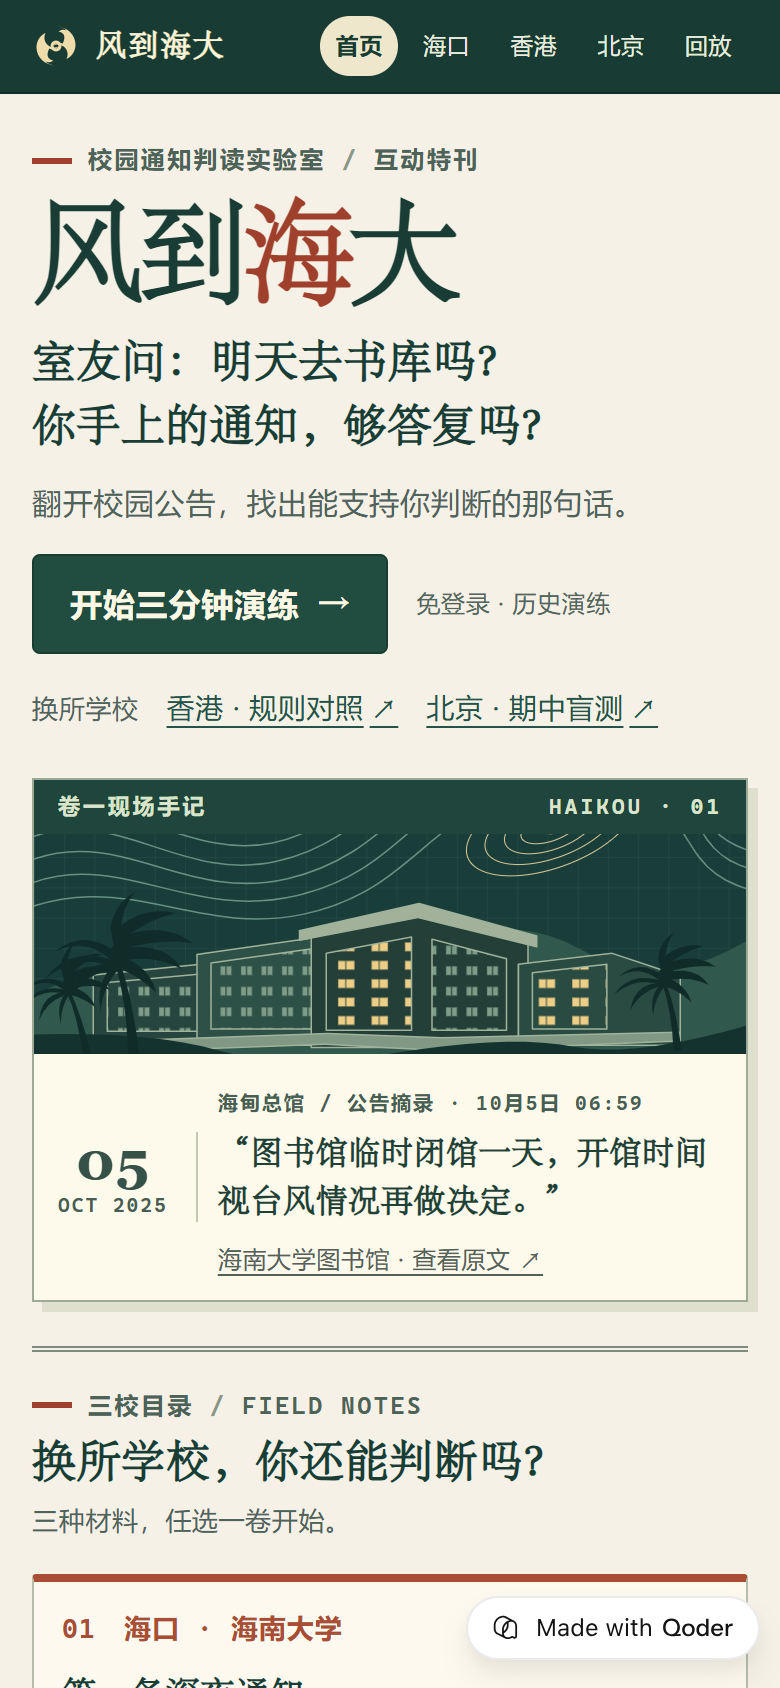 风到海大
首页 海口 香港 北京 回放
校园通知判读实验室 / 互动特刊
风到海大
室友问：明天去书库吗？
你手上的通知，够答复吗？
翻开校园公告，找出能支持你判断的那句话。
开始三分钟演练 →
免登录 · 历史演练
换所学校 香港 · 规则对照 ↗ 北京 · 期中盲测 ↗
卷一现场手记 HAIKOU · 01
海甸总馆 / 公告摘录 · 10月5日 06:59
05
OCT 2025
“图书馆临时闭馆一天，开馆时间
视台风情况再做决定。”
海南大学图书馆 · 查看原文 ↗
三校目录 / FIELD NOTES
换所学校，你还能判断吗？
三种材料，任选一卷开始。
01 海口 · 海南大学
Made with Qoder